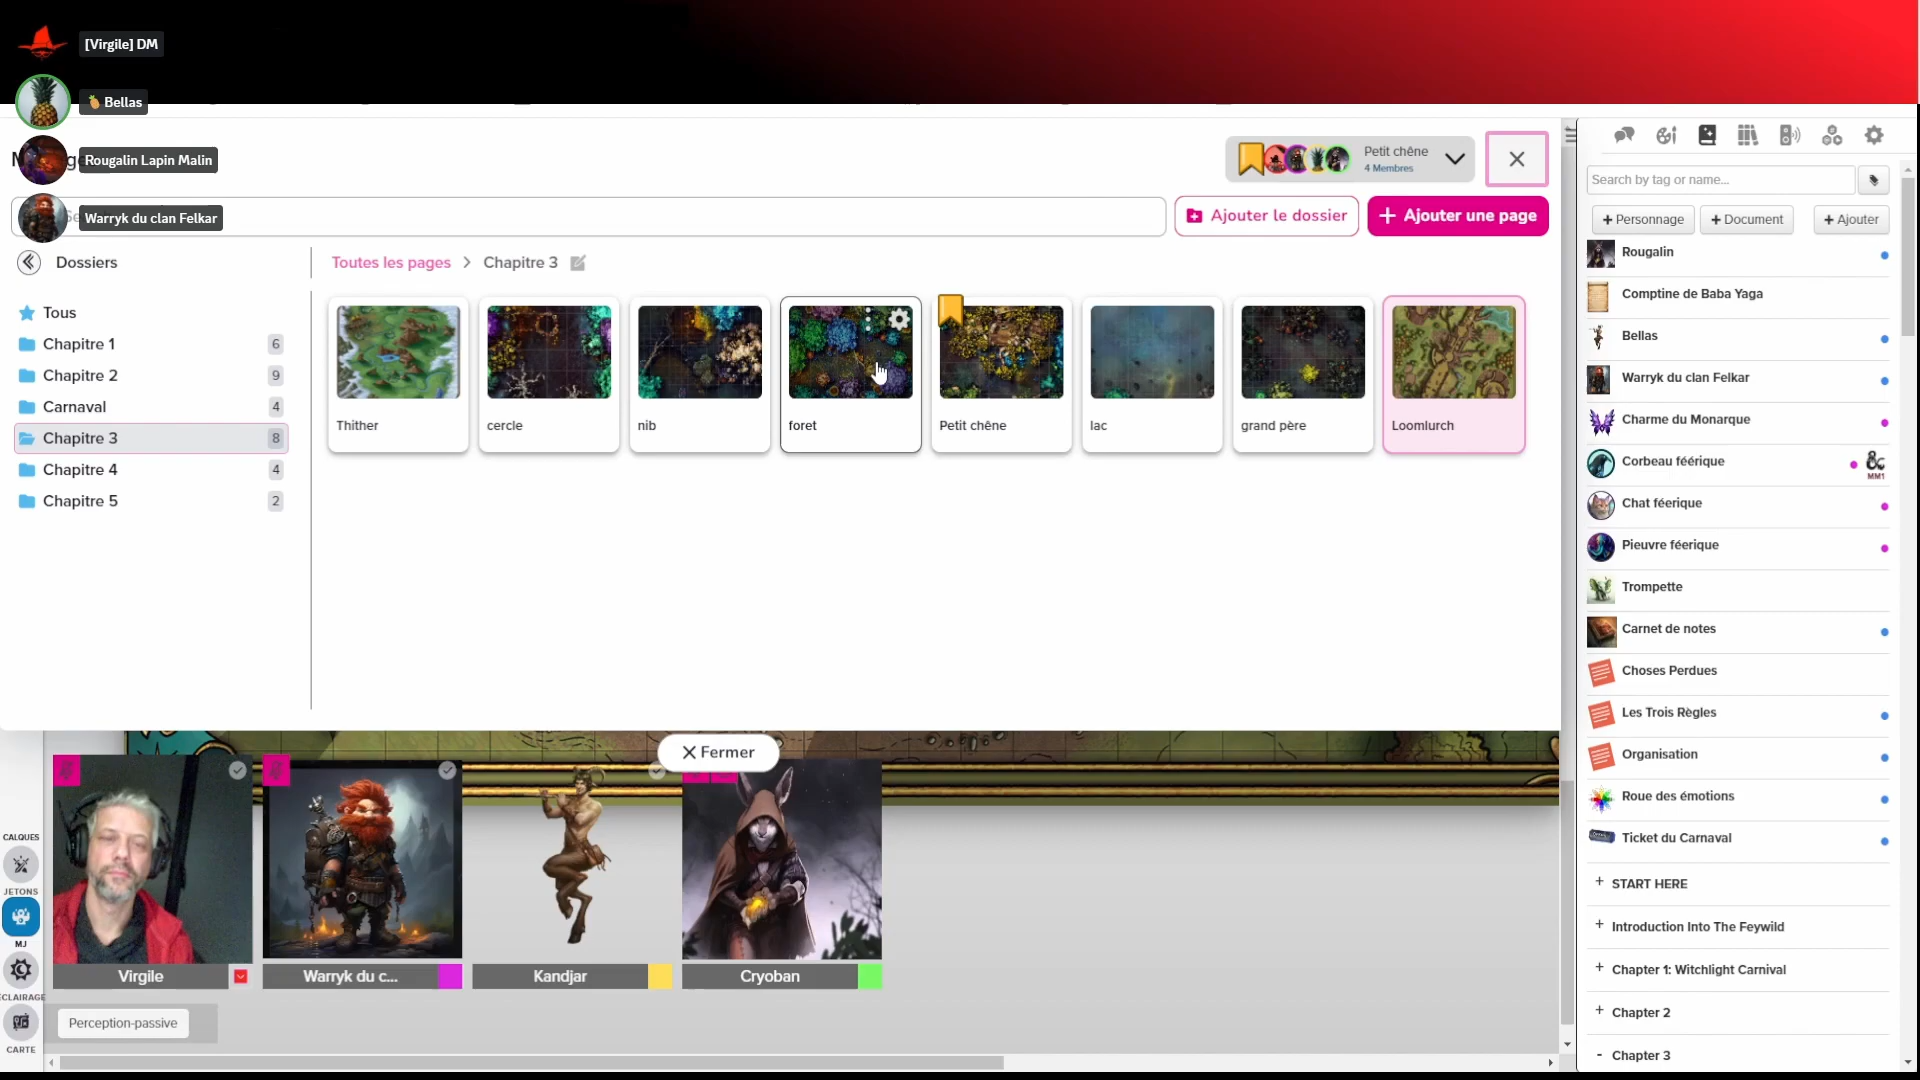 [Virgile] DM
Bellas
Rougalin Lapin Malin
Warryk du clan Felkar
Petit chêne
4 Membres
Ajouter le dossier
Ajouter une page
Dossiers
Toutes les pages > Chapitre 3
Tous
Chapitre 1 6
Chapitre 2 9
Carnaval 4
Chapitre 3 8
Chapitre 4 4
Chapitre 5 2
Thither
cercle
nib
foret
Petit chêne
lac
grand père
Loomlurch
Fermer
CALQUES
JETONS
MJ
ECLAIRAGE
CARTE
Virgile
Warryk du c...
Kandjar
Cryoban
Perception-passive
Search by tag or name...
+ Personnage
+ Document
+ Ajouter
Rougalin
Comptine de Baba Yaga
Bellas
Warryk du clan Felkar
Charme du Monarque
Corbeau féérique
& MM1
Chat féerique
Pieuvre féerique
Trompette
Carnet de notes
Choses Perdues
Les Trois Règles
Organisation
Roue des émotions
Ticket du Carnaval
+ START HERE
+ Introduction Into The Feywild
+ Chapter 1: Witchlight Carnival
+ Chapter 2
- Chapter 3